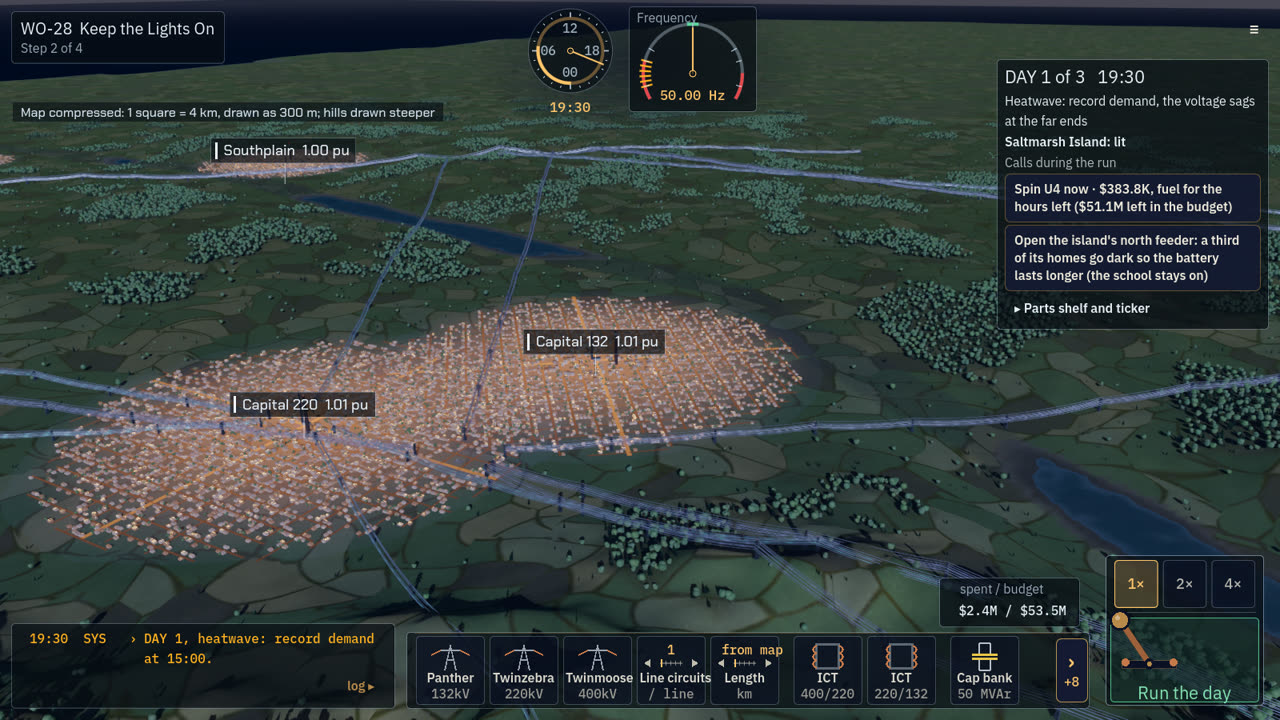 WO-28 Keep the Lights On
Step 2 of 4
12
06
18
00
19:30
Frequency
50.00 Hz
≡
DAY 1 of 3 19:30
Heatwave: record demand, the voltage sags
at the far ends
Saltmarsh Island: lit
Calls during the run
Spin U4 now · $383.8K, fuel for the
hours left ($51.1M left in the budget)
Open the island's north feeder: a third
of its homes go dark so the battery
lasts longer (the school stays on)
▸ Parts shelf and ticker
Map compressed: 1 square = 4 km, drawn as 300 m; hills drawn steeper
Southplain 1.00 pu
Capital 132 1.01 pu
Capital 220 1.01 pu
spent / budget
$2.4M / $53.5M
1×
2×
4×
Run the day
19:30 SYS › DAY 1, heatwave: record demand
at 15:00.
log ▸
Panther
132kV
Twinzebra
220kV
Twinmoose
400kV
1
Line circuits
/ line
from map
Length
km
ICT
400/220
ICT
220/132
Cap bank
50 MVAr
›
+8